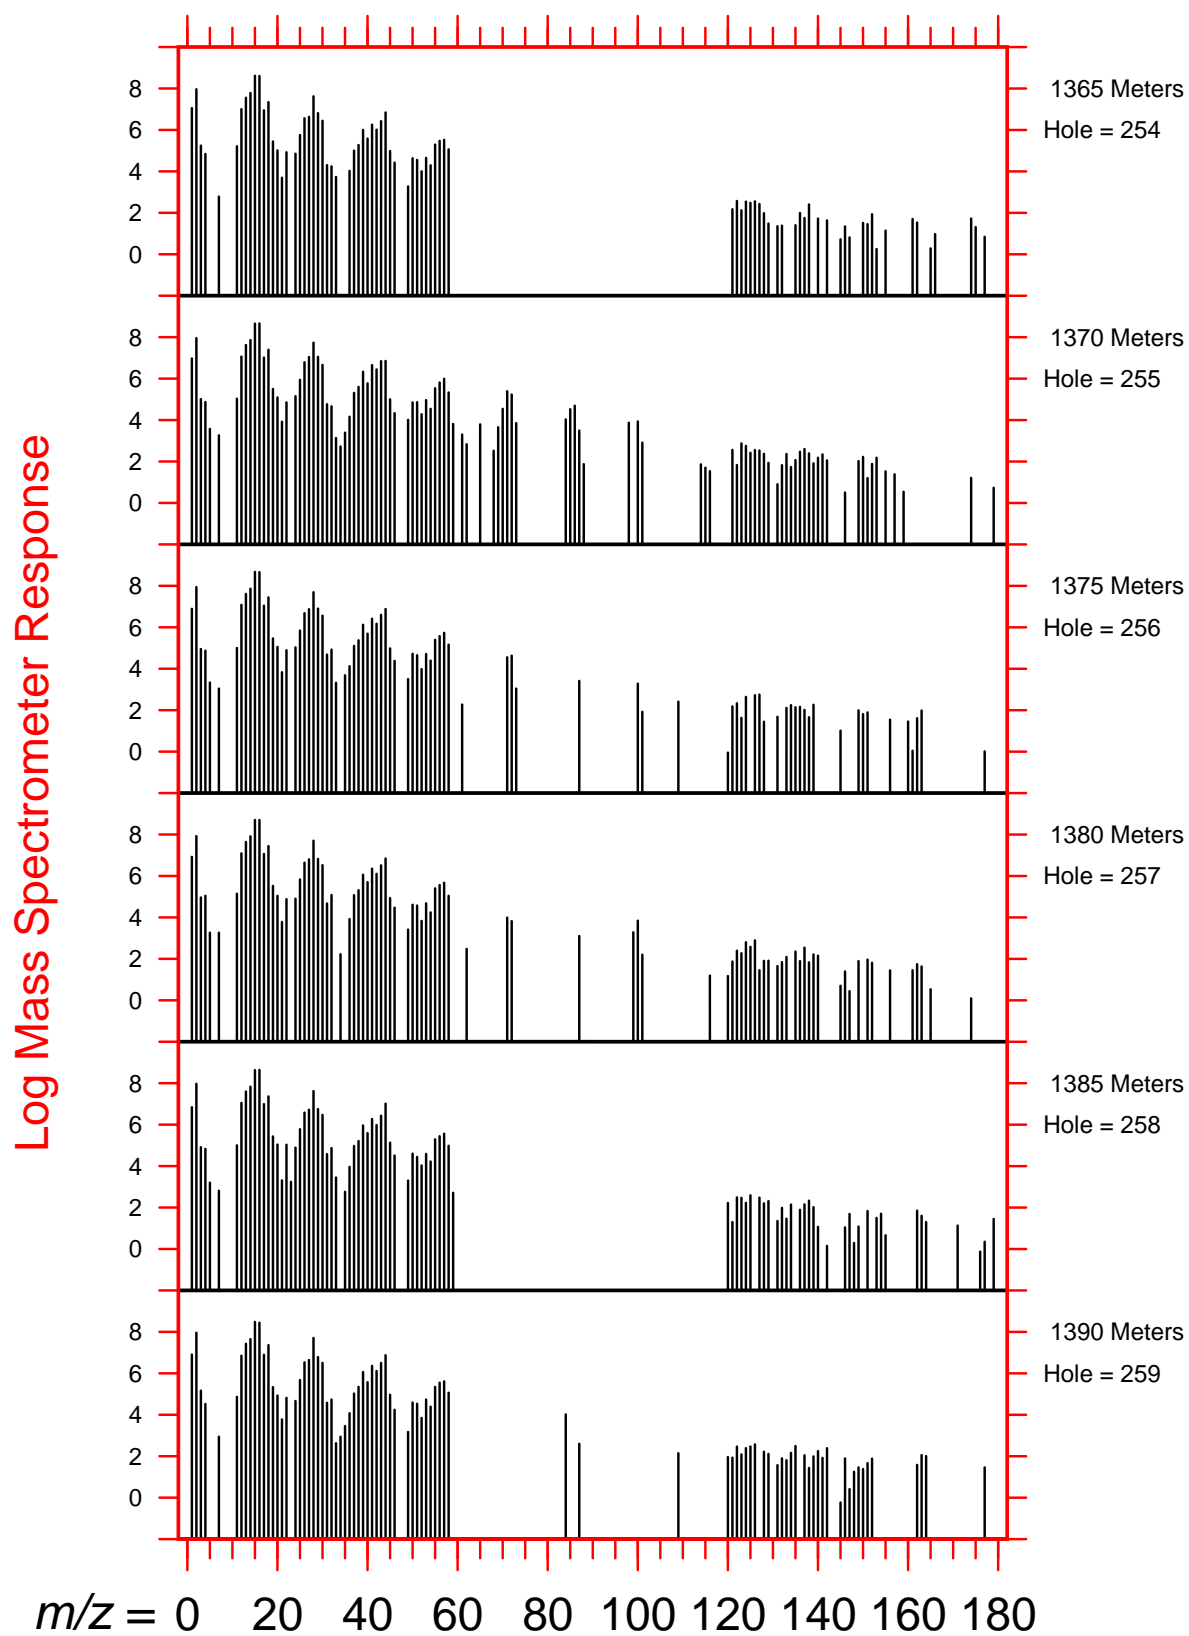 Log Mass Spectrometer Response
8
6
4
2
0
1365 Meters
Hole = 254
8
6
4
2
0
1370 Meters
Hole = 255
8
6
4
2
0
1375 Meters
Hole = 256
8
6
4
2
0
1380 Meters
Hole = 257
8
6
4
2
0
1385 Meters
Hole = 258
8
6
4
2
0
1390 Meters
Hole = 259
m/z = 0 20 40 60 80 100 120 140 160 180